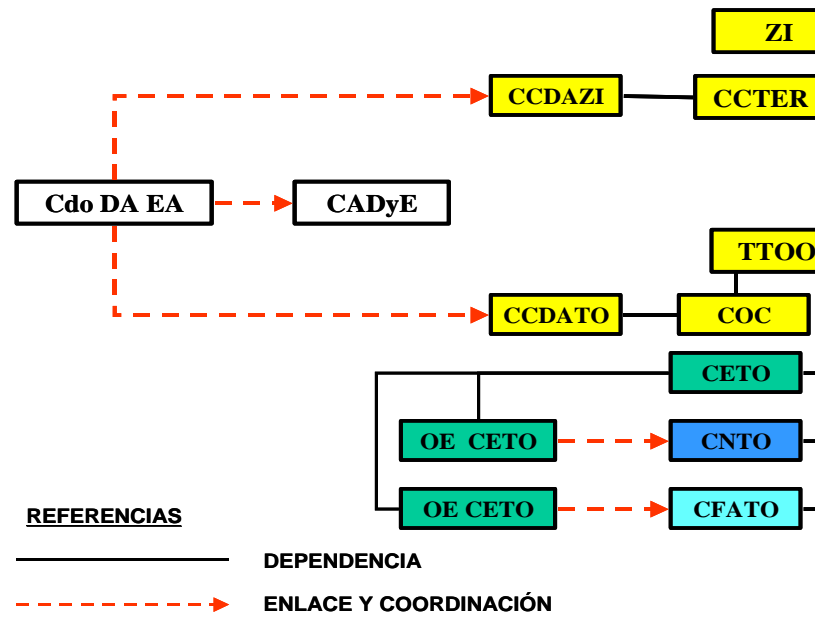 ZI
CCDAZI
CCTER
Cdo DA EA
CADyE
TTOO
CCDATO
COC
CETO
OE CETO
CNTO
OE CETO
CFATO
REFERENCIAS
DEPENDENCIA
ENLACE Y COORDINACIÓN